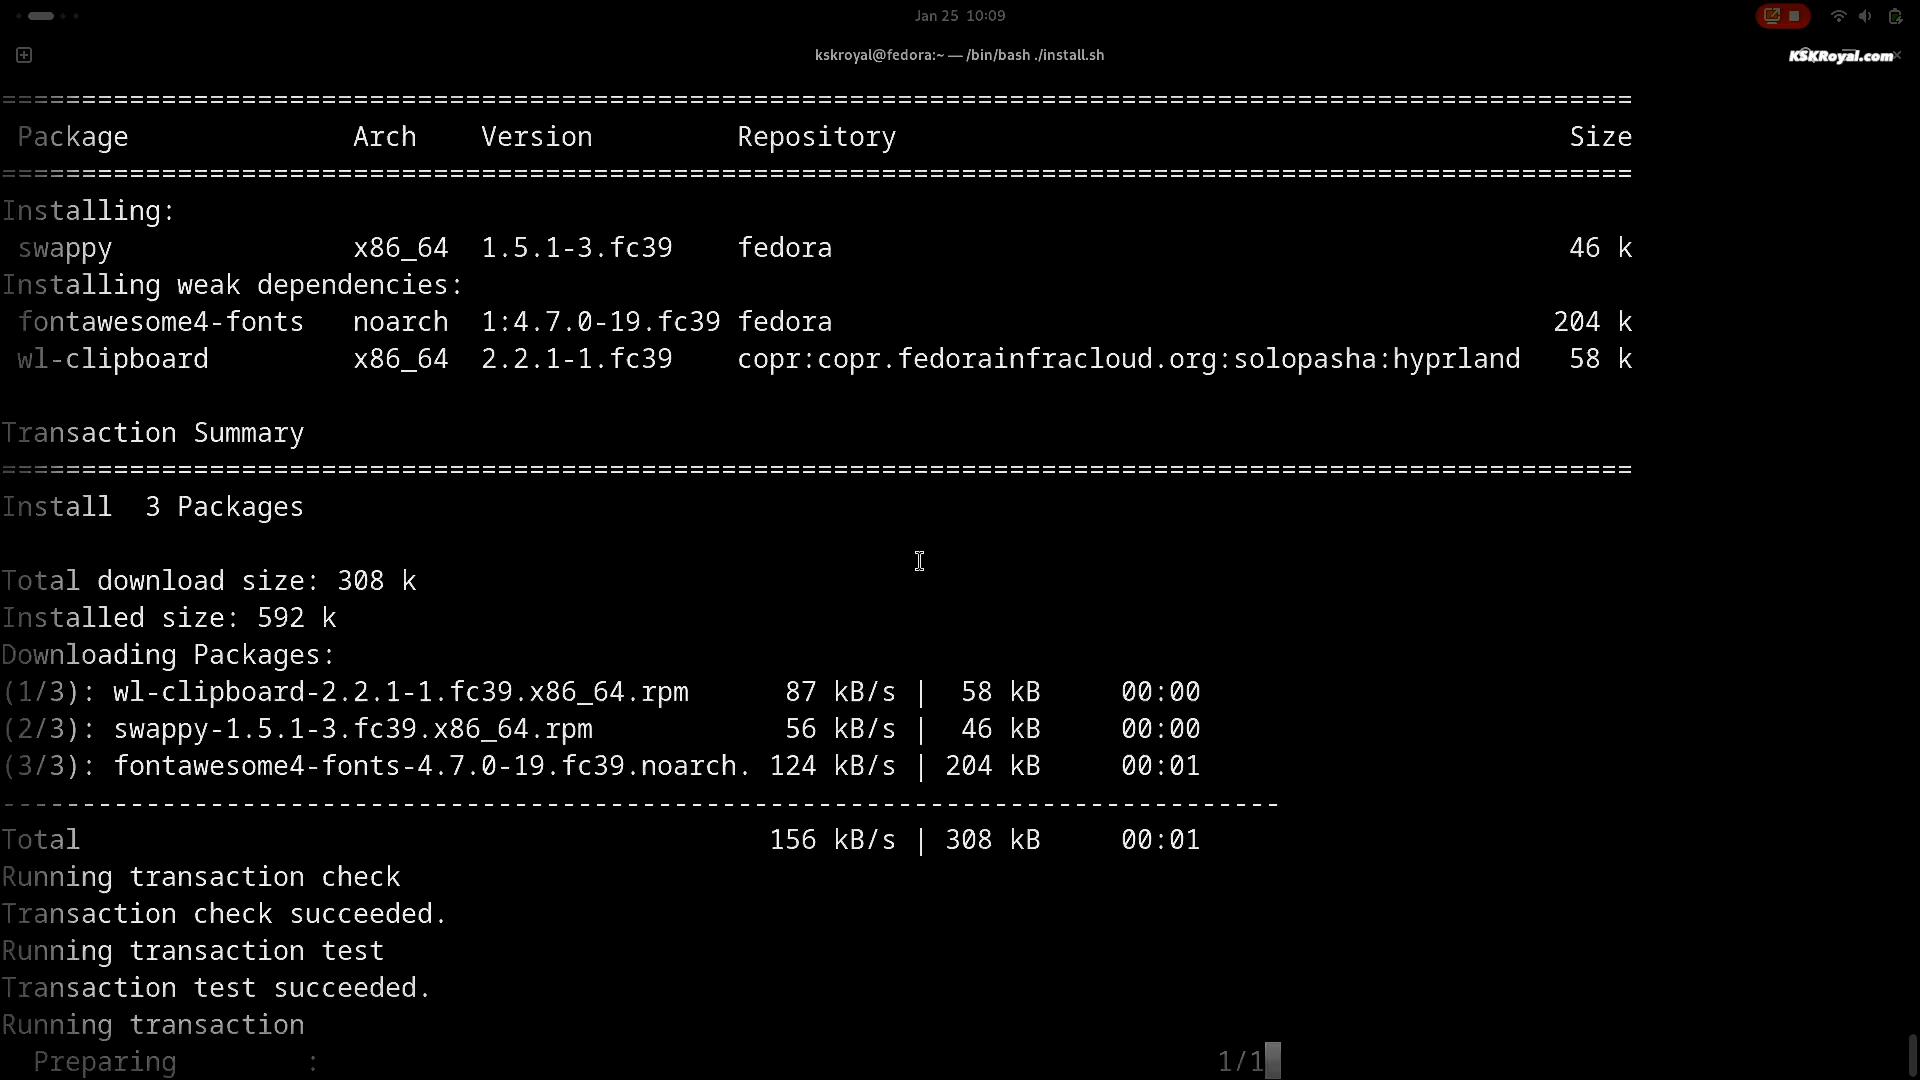 Jan 25  10:09
kskroyal@fedora:~ — /bin/bash ./install.sh
KSKRoyal.com
======================================================================================================
 Package              Arch    Version         Repository                                          Size
======================================================================================================
Installing:
 swappy               x86_64  1.5.1-3.fc39    fedora                                              46 k
Installing weak dependencies:
 fontawesome4-fonts   noarch  1:4.7.0-19.fc39 fedora                                             204 k
 wl-clipboard         x86_64  2.2.1-1.fc39    copr:copr.fedorainfracloud.org:solopasha:hyprland   58 k
Transaction Summary
======================================================================================================
Install  3 Packages
Total download size: 308 k
Installed size: 592 k
Downloading Packages:
(1/3): wl-clipboard-2.2.1-1.fc39.x86_64.rpm      87 kB/s |  58 kB     00:00
(2/3): swappy-1.5.1-3.fc39.x86_64.rpm            56 kB/s |  46 kB     00:00
(3/3): fontawesome4-fonts-4.7.0-19.fc39.noarch. 124 kB/s | 204 kB     00:01
--------------------------------------------------------------------------------
Total                                           156 kB/s | 308 kB     00:01
Running transaction check
Transaction check succeeded.
Running transaction test
Transaction test succeeded.
Running transaction
  Preparing        :                                                        1/1